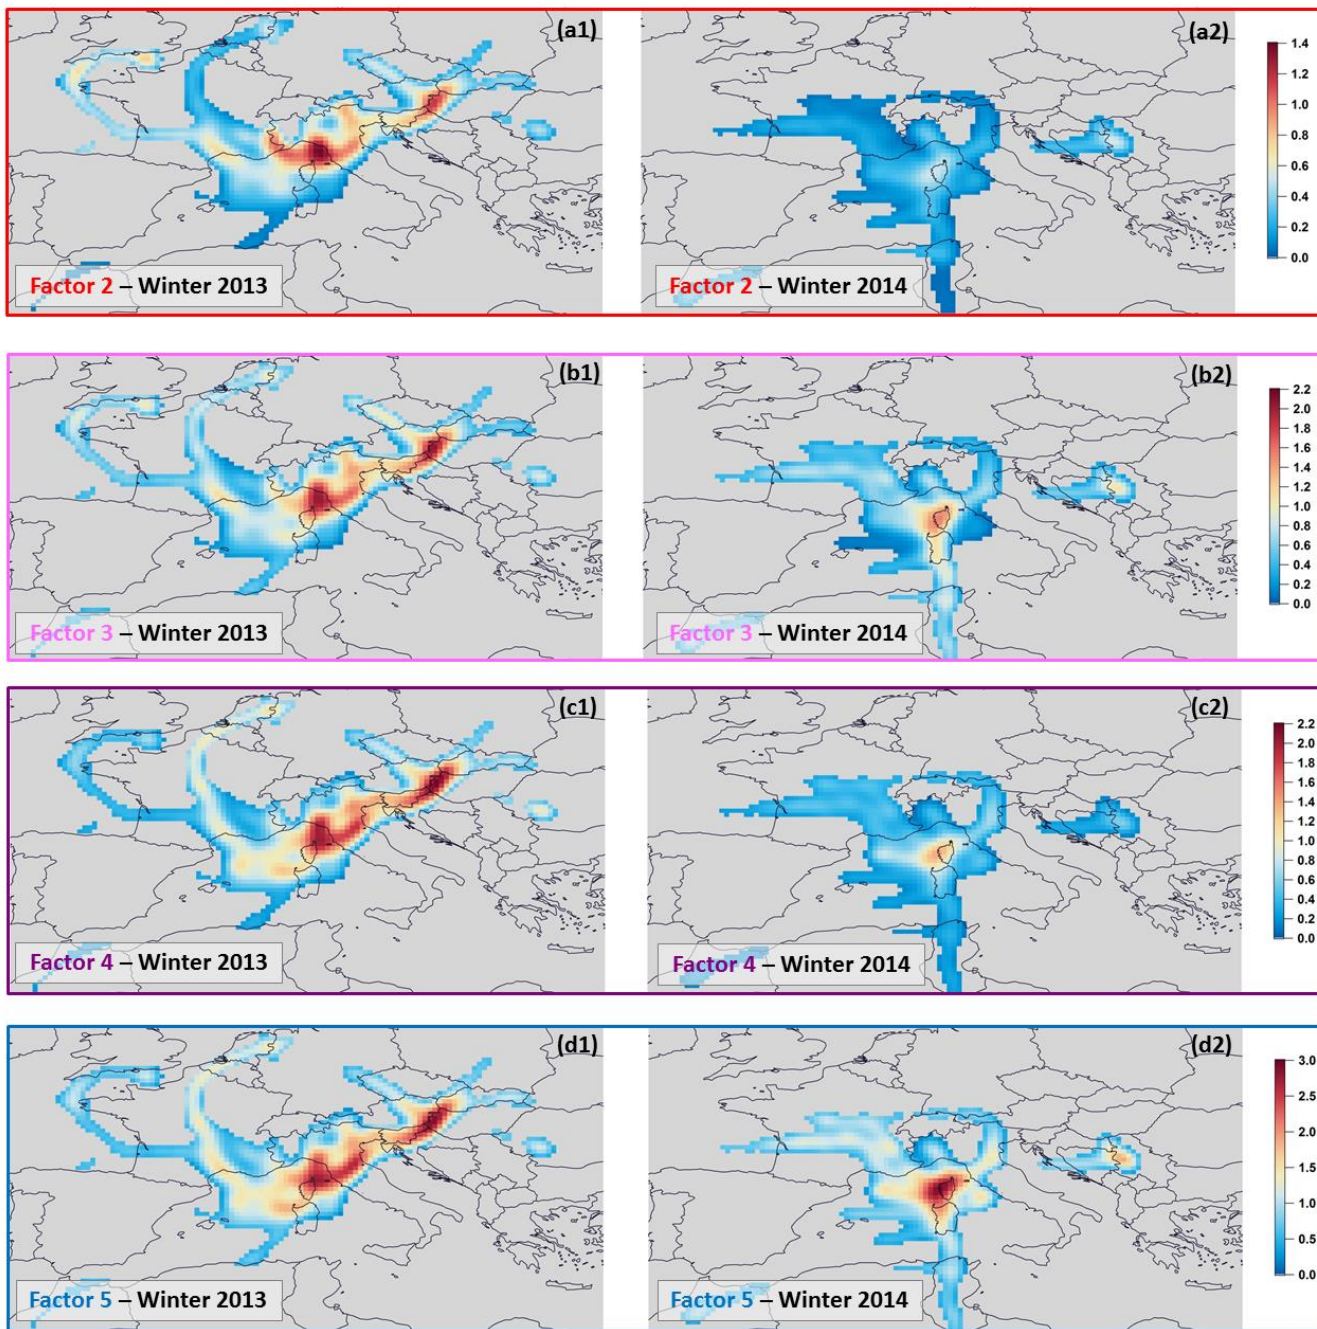 (a1)
(a2)
1.4
1.2
1.0
0.8
0.6
0.4
0.2
0.0
Factor 2 – Winter 2013
Factor 2 – Winter 2014
(b1)
(b2)
2.2
2.0
1.8
1.6
1.4
1.2
1.0
0.8
0.6
0.4
0.2
0.0
Factor 3 – Winter 2013
Factor 3 – Winter 2014
(c1)
(c2)
2.2
2.0
1.8
1.6
1.4
1.2
1.0
0.8
0.6
0.4
0.2
0.0
Factor 4 – Winter 2013
Factor 4 – Winter 2014
(d1)
(d2)
3.0
2.5
2.0
1.5
1.0
0.5
0.0
Factor 5 – Winter 2013
Factor 5 – Winter 2014